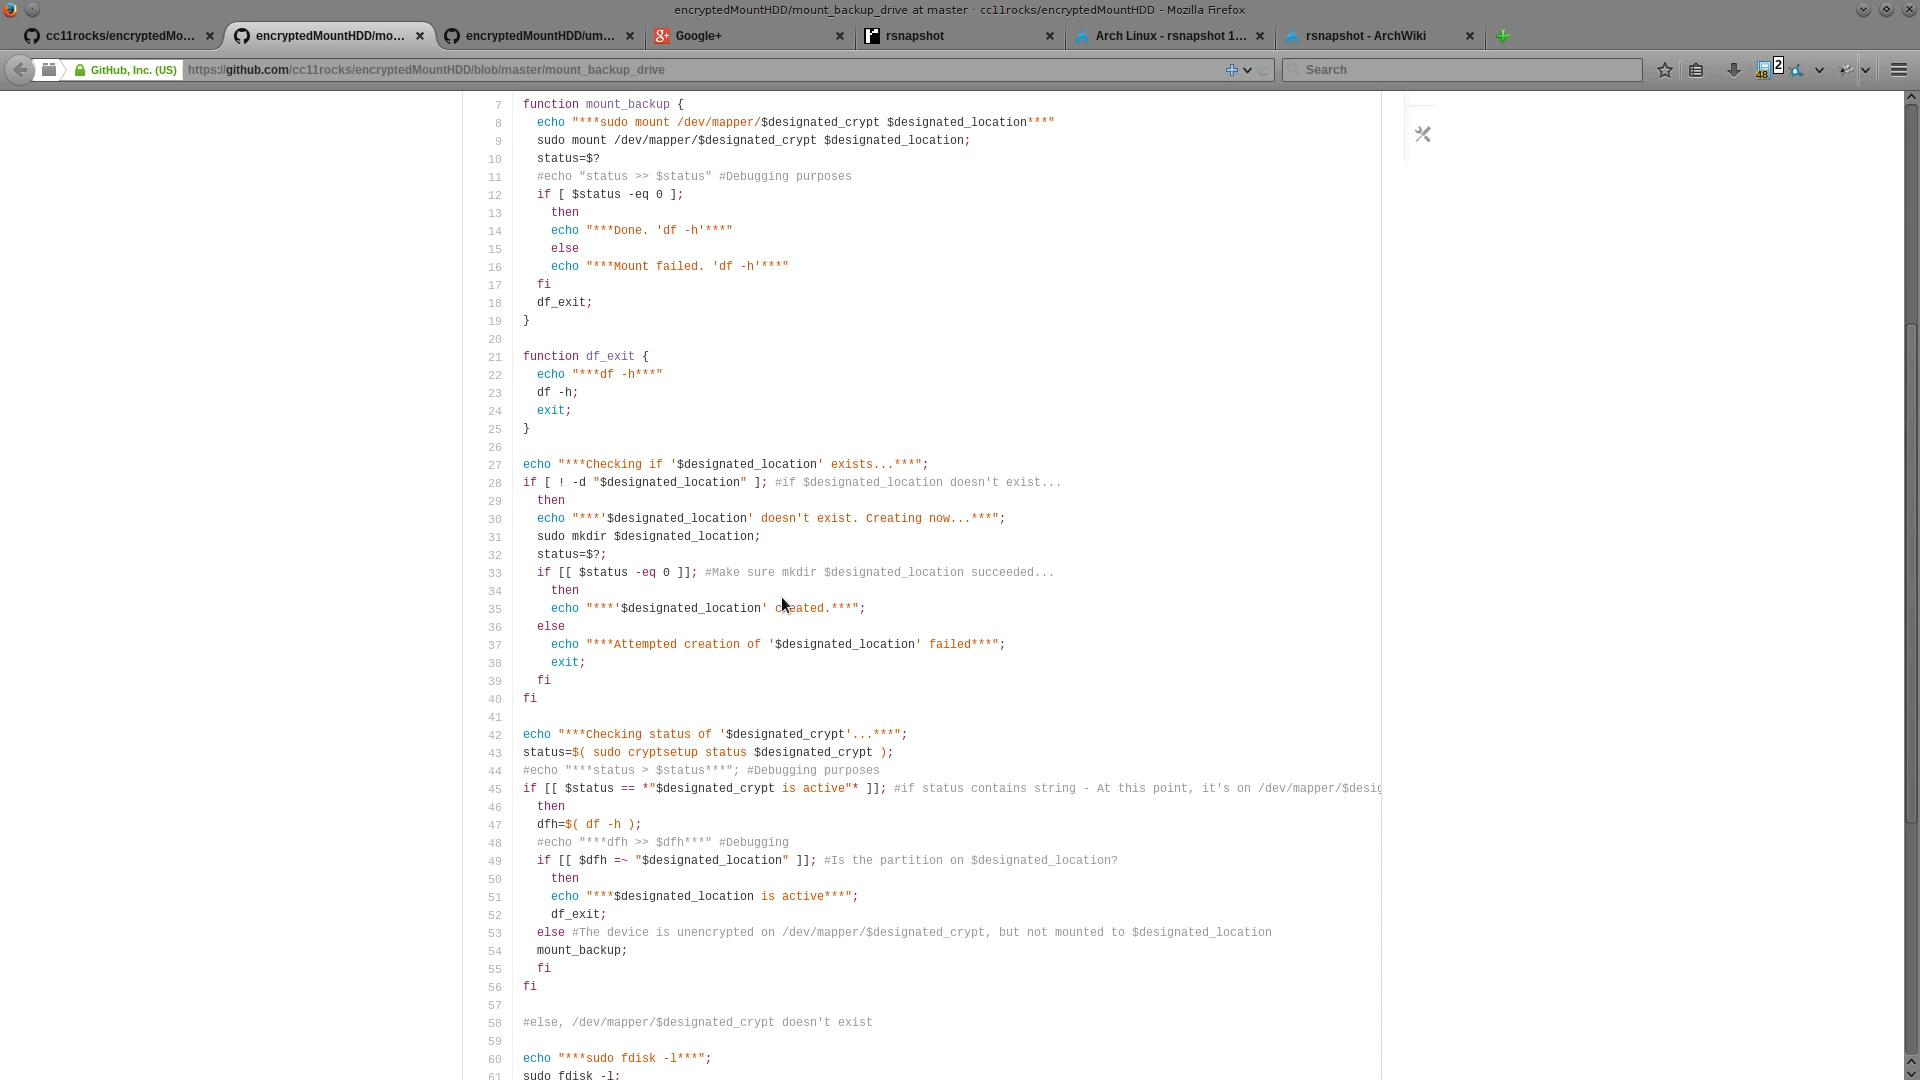 encryptedMountHDD/mount_backup_drive at master · cc11rocks/encryptedMountHDD - Mozilla Firefox
cc11rocks/encryptedMo...
encryptedMountHDD/mo...
encryptedMountHDD/um...
Google+
rsnapshot
Arch Linux - rsnapshot 1...
rsnapshot - ArchWiki
GitHub, Inc. (US)
https://github.com/cc11rocks/encryptedMountHDD/blob/master/mount_backup_drive
Search
48
2
7 function mount_backup {
8 echo "***sudo mount /dev/mapper/$designated_crypt $designated_location***"
9 sudo mount /dev/mapper/$designated_crypt $designated_location;
10 status=$?
11 #echo "status >> $status" #Debugging purposes
12 if [ $status -eq 0 ];
13 then
14 echo "***Done. 'df -h'***"
15 else
16 echo "***Mount failed. 'df -h'***"
17 fi
18 df_exit;
19 }
20
21 function df_exit {
22 echo "***df -h***"
23 df -h;
24 exit;
25 }
26
27 echo "***Checking if '$designated_location' exists...***";
28 if [ ! -d "$designated_location" ]; #if $designated_location doesn't exist...
29 then
30 echo "***'$designated_location' doesn't exist. Creating now...***";
31 sudo mkdir $designated_location;
32 status=$?;
33 if [[ $status -eq 0 ]]; #Make sure mkdir $designated_location succeeded...
34 then
35 echo "***'$designated_location' created.***";
36 else
37 echo "***Attempted creation of '$designated_location' failed***";
38 exit;
39 fi
40 fi
41
42 echo "***Checking status of '$designated_crypt'...***";
43 status=$( sudo cryptsetup status $designated_crypt );
44 #echo "***status > $status***"; #Debugging purposes
45 if [[ $status == *"$designated_crypt is active"* ]]; #if status contains string - At this point, it's on /dev/mapper/$desig
46 then
47 dfh=$( df -h );
48 #echo "***dfh >> $dfh***" #Debugging
49 if [[ $dfh =~ "$designated_location" ]]; #Is the partition on $designated_location?
50 then
51 echo "***$designated_location is active***";
52 df_exit;
53 else #The device is unencrypted on /dev/mapper/$designated_crypt, but not mounted to $designated_location
54 mount_backup;
55 fi
56 fi
57
58 #else, /dev/mapper/$designated_crypt doesn't exist
59
60 echo "***sudo fdisk -l***";
61 sudo fdisk -l;